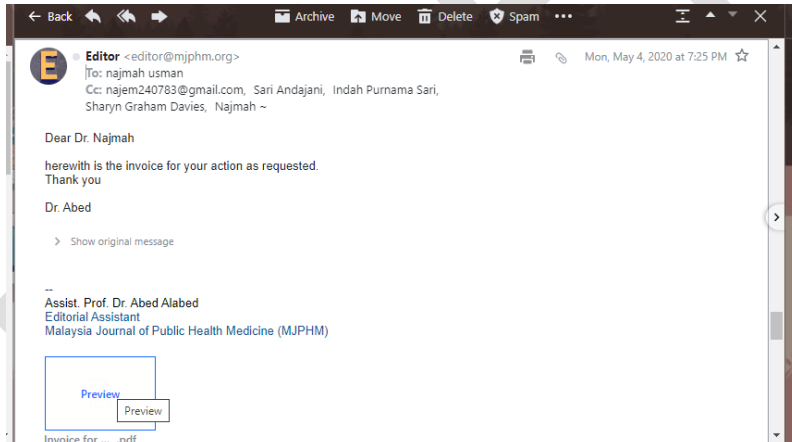 Back Archive Move Delete Spam
E Editor <editor@mjphm.org> Mon, May 4, 2020 at 7:25 PM
To: najmah usman
Cc: najem240783@gmail.com, Sari Andajani, Indah Purnama Sari,
Sharyn Graham Davies, Najmah ~
Dear Dr. Najmah
herewith is the invoice for your action as requested.
Thank you
Dr. Abed
Show original message
--
Assist. Prof. Dr. Abed Alabed
Editorial Assistant
Malaysia Journal of Public Health Medicine (MJPHM)
Preview
Preview
Invoice for ... .pdf